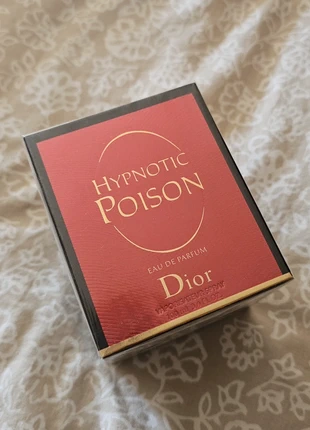 HYPNOTIC
POISON
EAU DE PARFUM
Dior